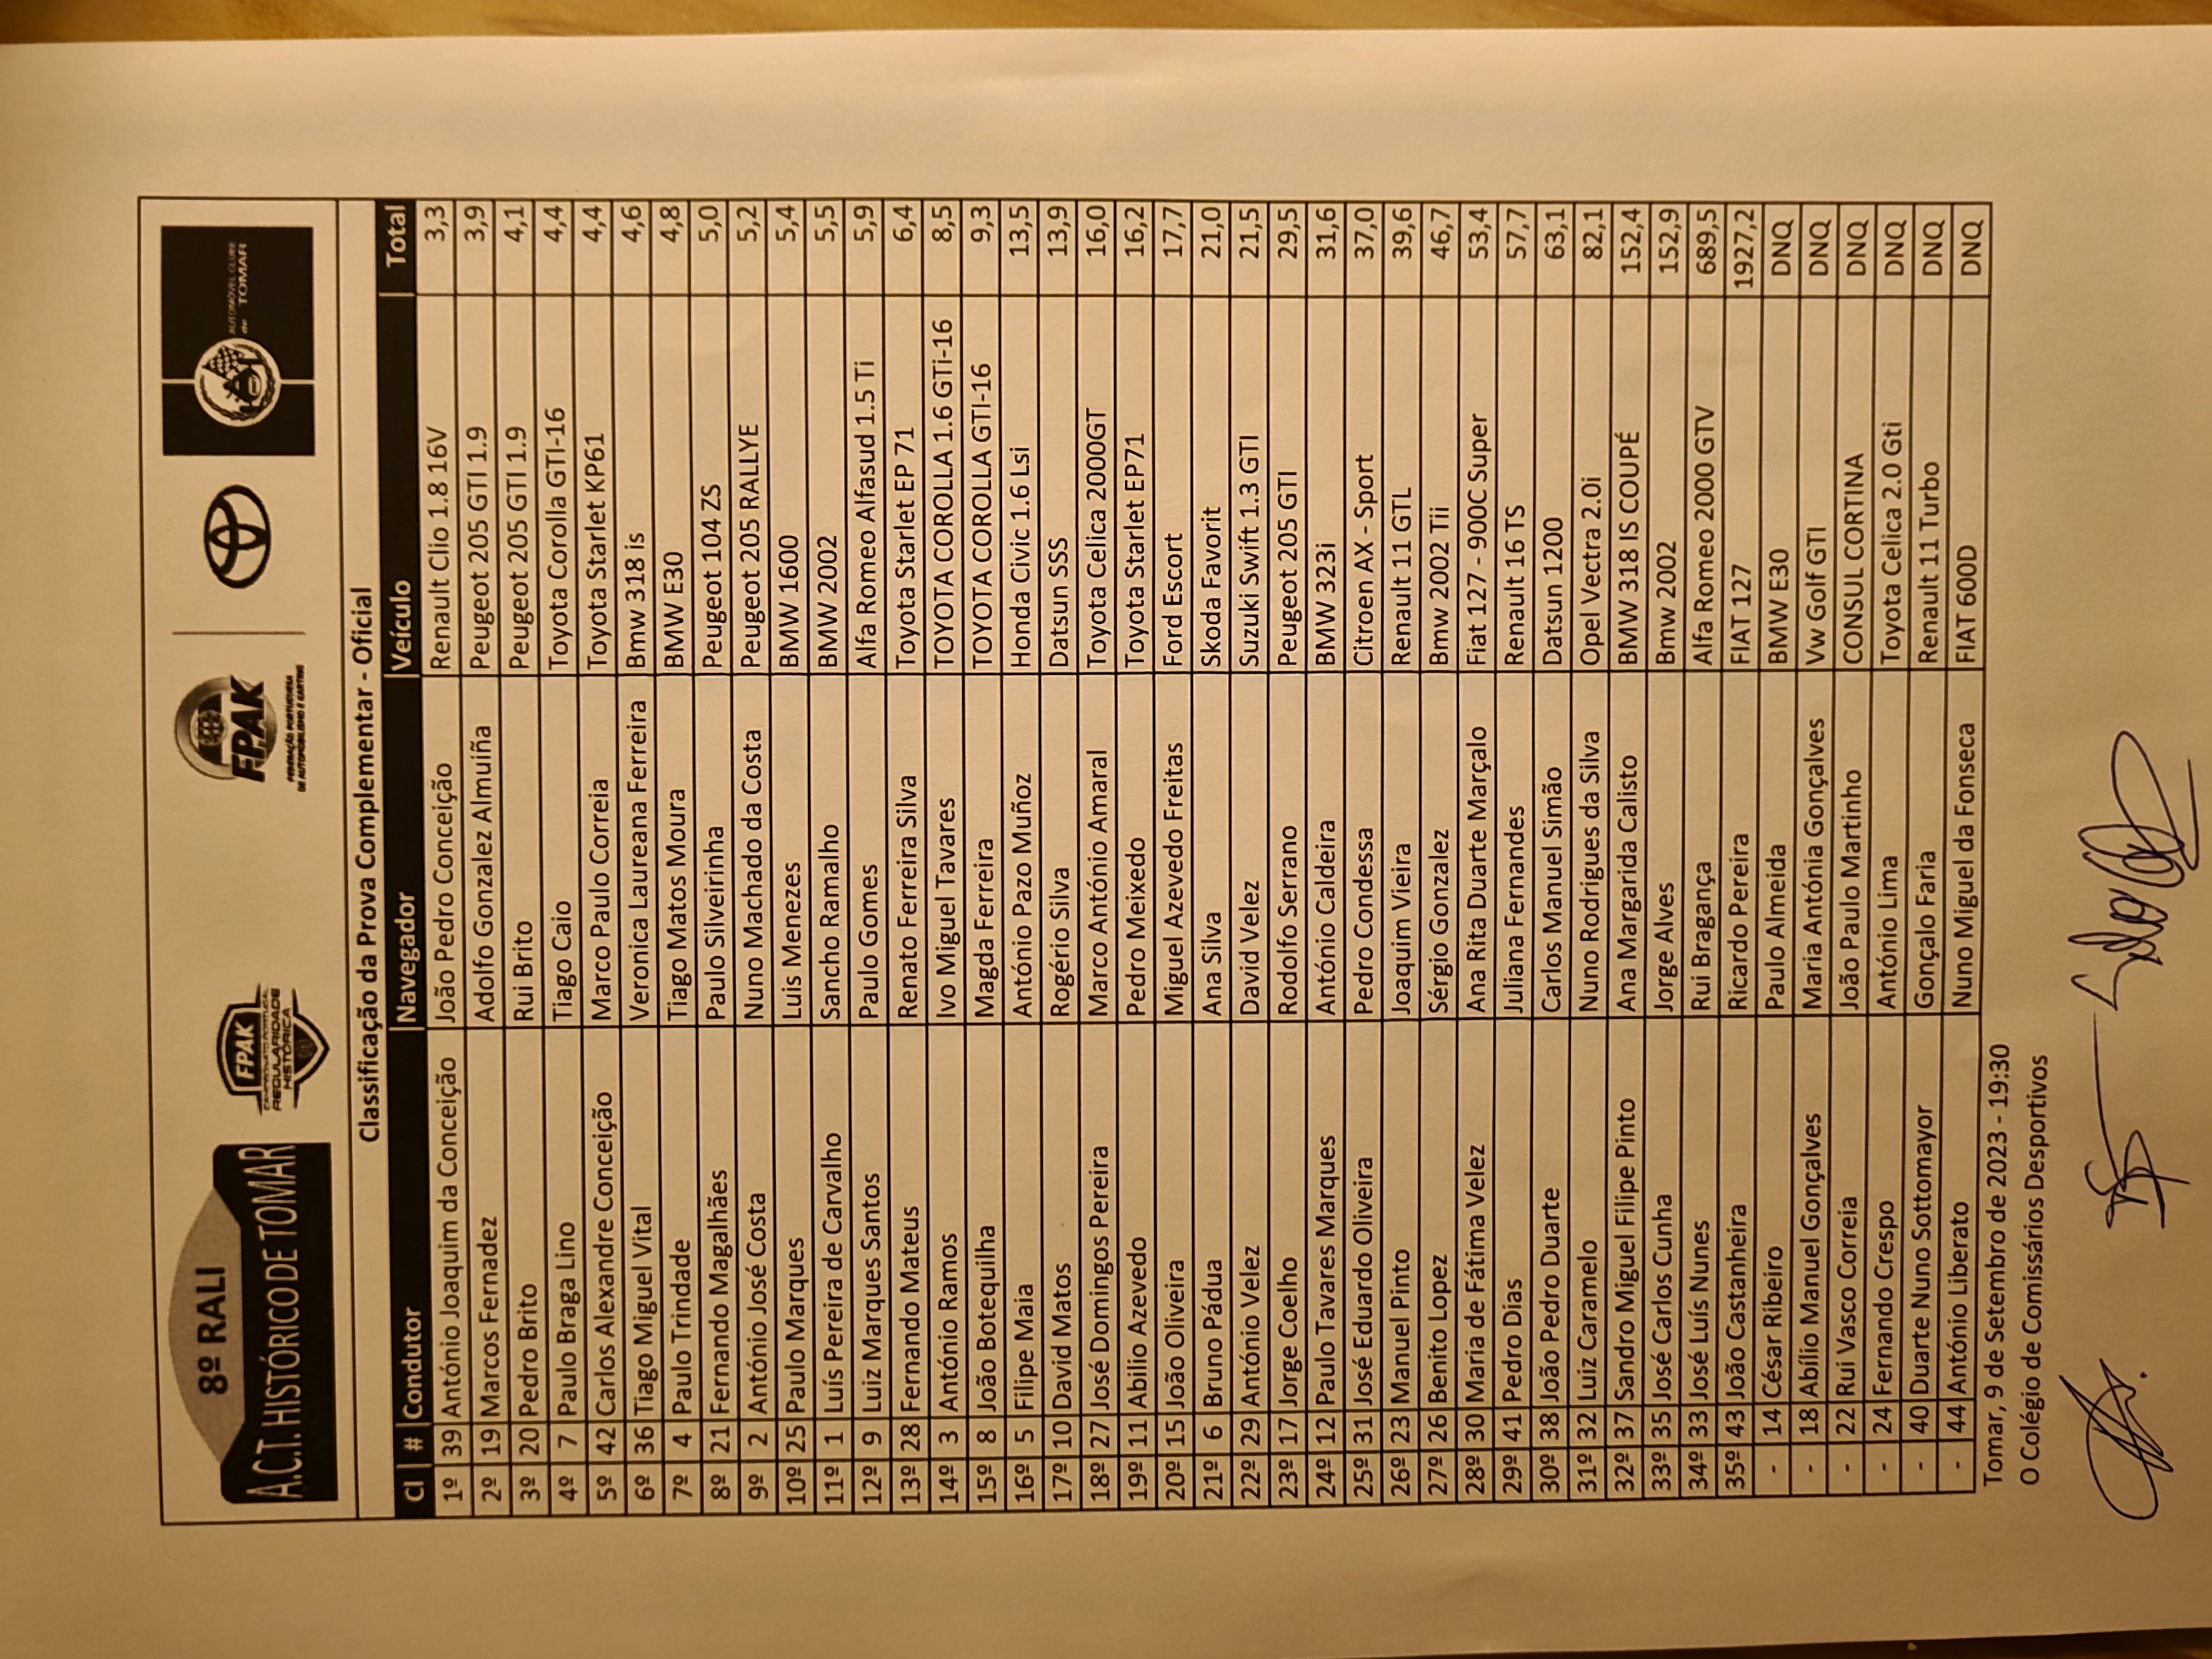 8º RALI
A.C.T. HISTÓRICO DE TOMAR
FPAK
REGULARIDADE
HISTÓRICA
FPAK
FEDERAÇÃO PORTUGUESA
DE AUTOMOBILISMO E KARTING
AUTOMÓVEL CLUBE
de TOMAR
Classificação da Prova Complementar - Oficial
Cl # Condutor Navegador Veículo Total
1º 39 António Joaquim da Conceição João Pedro Conceição Renault Clio 1.8 16V 3,3
2º 19 Marcos Fernadez Adolfo Gonzalez Almuiña Peugeot 205 GTI 1.9 3,9
3º 20 Pedro Brito Rui Brito Peugeot 205 GTI 1.9 4,1
4º 7 Paulo Braga Lino Tiago Caio Toyota Corolla GTI-16 4,4
5º 42 Carlos Alexandre Conceição Marco Paulo Correia Toyota Starlet KP61 4,4
6º 36 Tiago Miguel Vital Veronica Laureana Ferreira Bmw 318 is 4,6
7º 4 Paulo Trindade Tiago Matos Moura BMW E30 4,8
8º 21 Fernando Magalhães Paulo Silveirinha Peugeot 104 ZS 5,0
9º 2 António José Costa Nuno Machado da Costa Peugeot 205 RALLYE 5,2
10º 25 Paulo Marques Luis Menezes BMW 1600 5,4
11º 1 Luís Pereira de Carvalho Sancho Ramalho BMW 2002 5,5
12º 9 Luiz Marques Santos Paulo Gomes Alfa Romeo Alfasud 1.5 Ti 5,9
13º 28 Fernando Mateus Renato Ferreira Silva Toyota Starlet EP 71 6,4
14º 3 António Ramos Ivo Miguel Tavares TOYOTA COROLLA 1.6 GTi-16 8,5
15º 8 João Botequilha Magda Ferreira TOYOTA COROLLA GTI-16 9,3
16º 5 Filipe Maia António Pazo Muñoz Honda Civic 1.6 Lsi 13,5
17º 10 David Matos Rogério Silva Datsun SSS 13,9
18º 27 José Domingos Pereira Marco António Amaral Toyota Celica 2000GT 16,0
19º 11 Abílio Azevedo Pedro Meixedo Toyota Starlet EP71 16,2
20º 15 João Oliveira Miguel Azevedo Freitas Ford Escort 17,7
21º 6 Bruno Pádua Ana Silva Skoda Favorit 21,0
22º 29 António Velez David Velez Suzuki Swift 1.3 GTI 21,5
23º 17 Jorge Coelho Rodolfo Serrano Peugeot 205 GTI 29,5
24º 12 Paulo Tavares Marques António Caldeira BMW 323i 31,6
25º 31 José Eduardo Oliveira Pedro Condessa Citroen AX - Sport 37,0
26º 23 Manuel Pinto Joaquim Vieira Renault 11 GTL 39,6
27º 26 Benito Lopez Sérgio Gonzalez Bmw 2002 Tii 46,7
28º 30 Maria de Fátima Velez Ana Rita Duarte Marçalo Fiat 127 - 900C Super 53,4
29º 41 Pedro Dias Juliana Fernandes Renault 16 TS 57,7
30º 38 João Pedro Duarte Carlos Manuel Simão Datsun 1200 63,1
31º 32 Luiz Caramelo Nuno Rodrigues da Silva Opel Vectra 2.0i 82,1
32º 37 Sandro Miguel Filipe Pinto Ana Margarida Calisto BMW 318 IS COUPÉ 152,4
33º 35 José Carlos Cunha Jorge Alves Bmw 2002 152,9
34º 33 José Luís Nunes Rui Bragança Alfa Romeo 2000 GTV 689,5
35º 43 João Castanheira Ricardo Pereira FIAT 127 1927,2
- 14 César Ribeiro Paulo Almeida BMW E30 DNQ
- 18 Abílio Manuel Gonçalves Maria Antónia Gonçalves Vw Golf GTI DNQ
- 22 Rui Vasco Correia João Paulo Martinho CONSUL CORTINA DNQ
- 24 Fernando Crespo António Lima Toyota Celica 2.0 Gti DNQ
- 40 Duarte Nuno Sottomayor Gonçalo Faria Renault 11 Turbo DNQ
- 44 António Liberato Nuno Miguel da Fonseca FIAT 600D DNQ
Tomar, 9 de Setembro de 2023 - 19:30
O Colégio de Comissários Desportivos